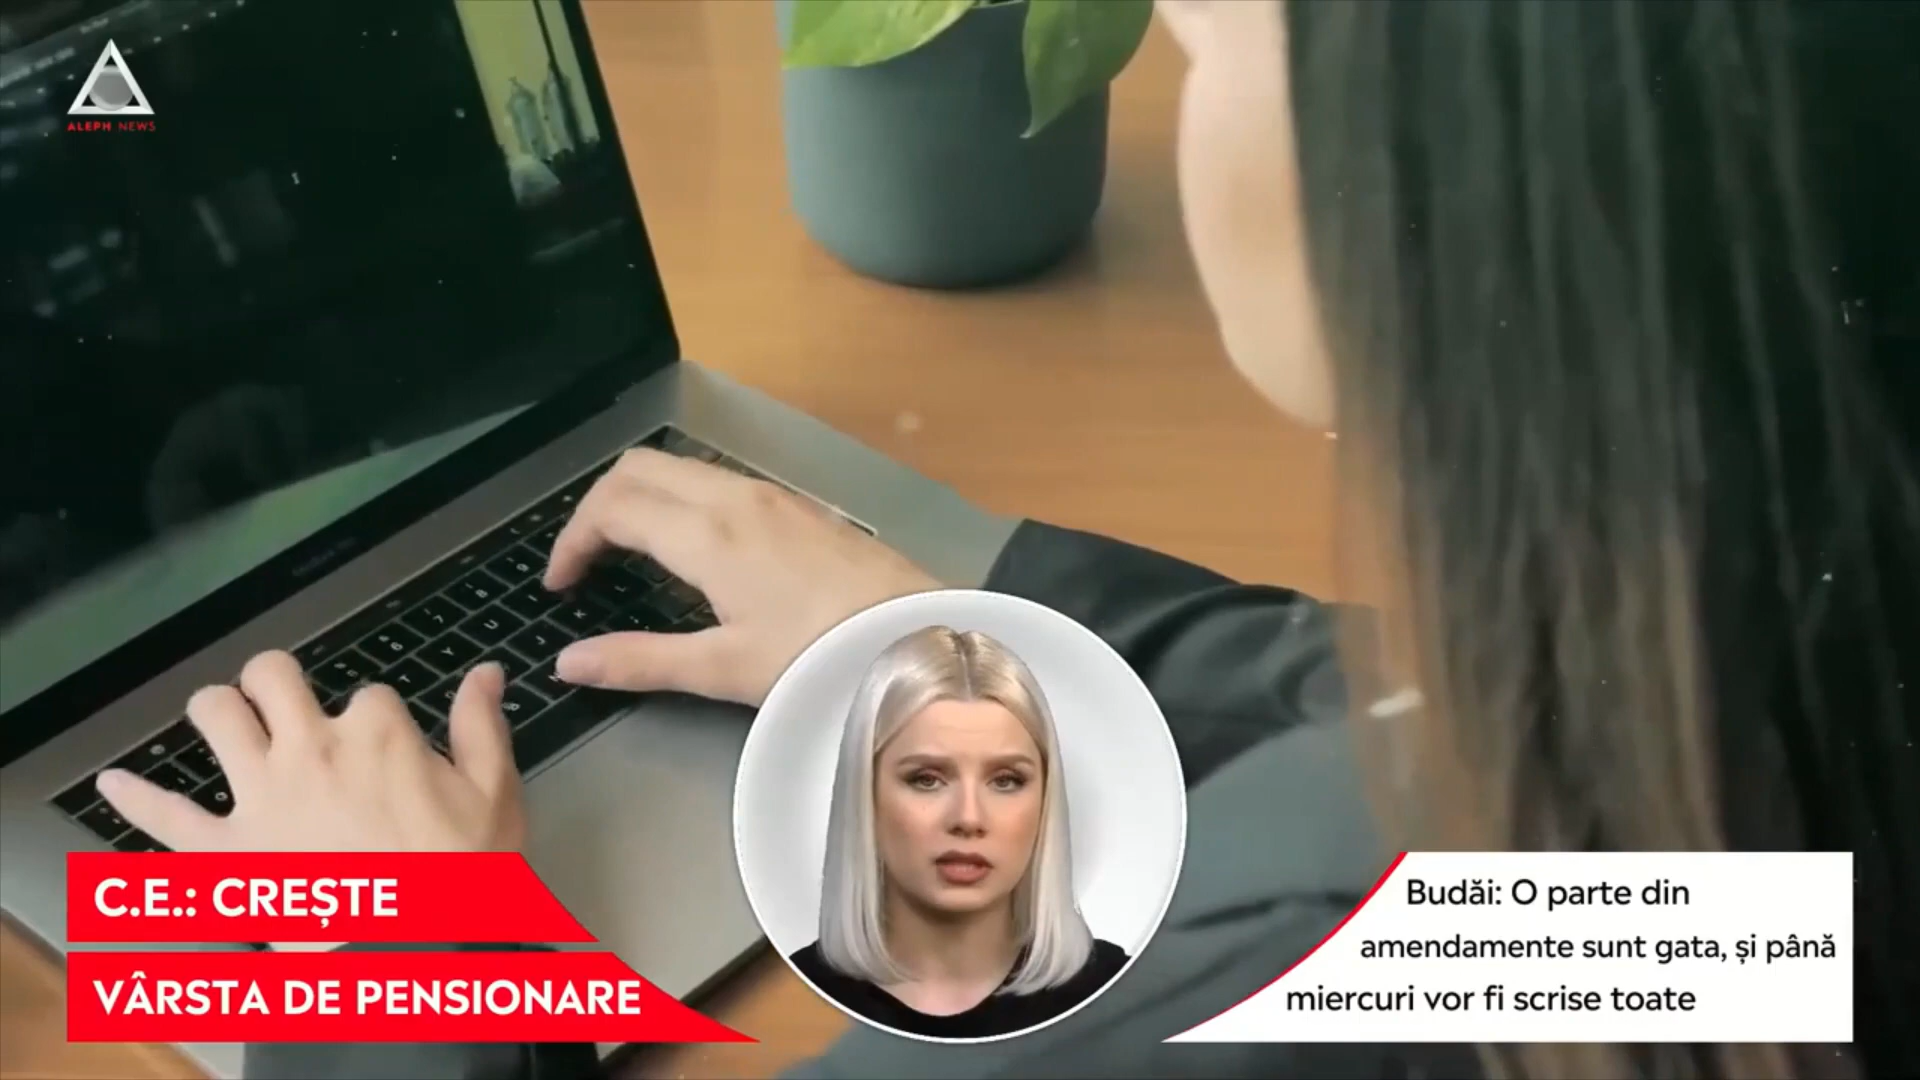 ALEPH NEWS
C.E.: CREȘTE
VÂRSTA DE PENSIONARE
Budăi: O parte din
amendamente sunt gata, și până
miercuri vor fi scrise toate